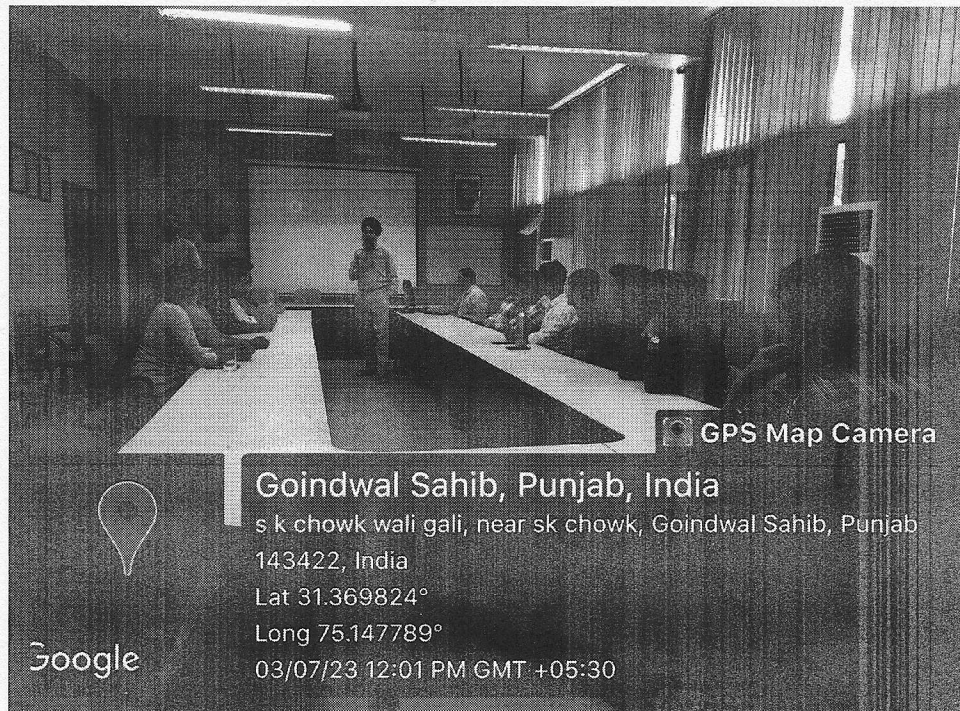 GPS Map Camera
Goindwal Sahib, Punjab, India
s k chowk wali gali, near sk chowk, Goindwal Sahib, Punjab
143422, India
Lat 31.369824°
Long 75.147789°
03/07/23 12:01 PM GMT +05:30
Google